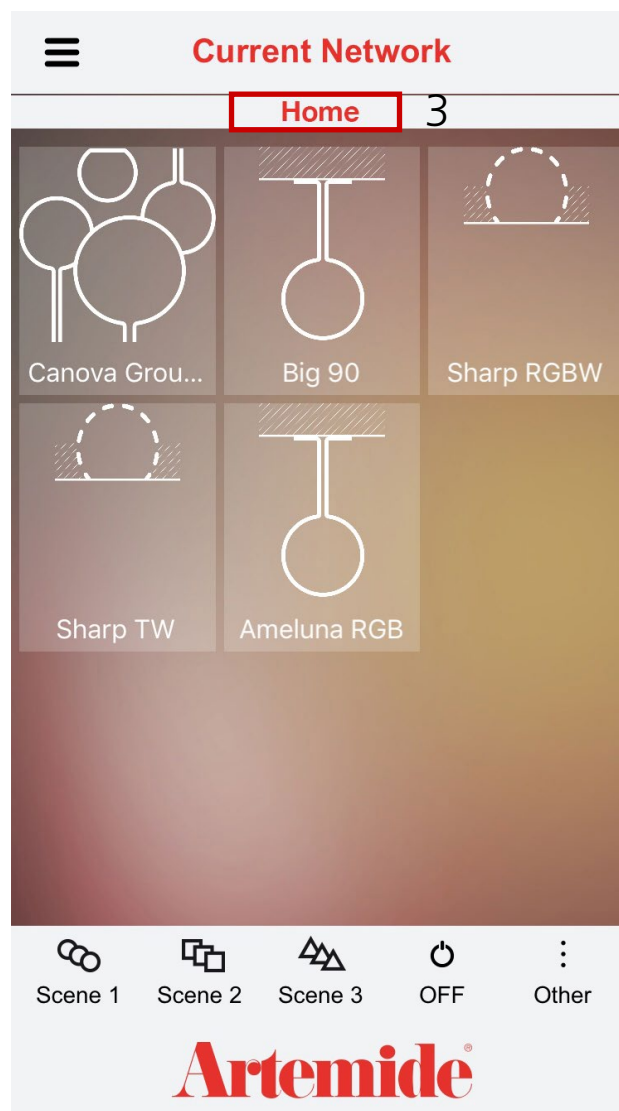 Current Network
Home 3
Canova Grou... Big 90 Sharp RGBW
Sharp TW Ameluna RGB
Scene 1 Scene 2 Scene 3 OFF Other
Artemide®